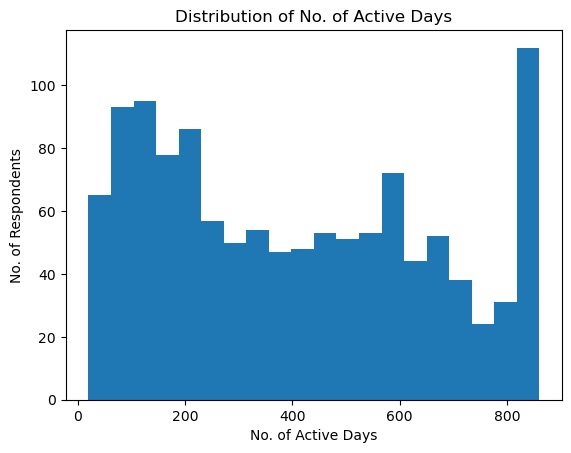 Distribution of No. of Active Days
No. of Respondents
100
80
60
40
20
0
0 200 400 600 800
No. of Active Days